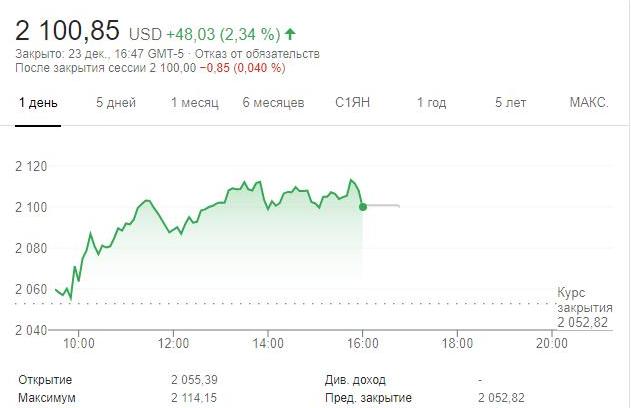 2 100,85 USD +48,03 (2,34 %)
Закрыто: 23 дек., 16:47 GMT-5 · Отказ от обязательств
После закрытия сессии 2 100,00 −0,85 (0,040 %)
1 день 5 дней 1 месяц 6 месяцев С1ЯН 1 год 5 лет МАКС.
2 120
2 100
2 080
2 060
Курс
закрытия
2 052,82
2 040
10:00 12:00 14:00 16:00 18:00 20:00
Открытие 2 055,39 Див. доход -
Максимум 2 114,15 Пред. закрытие 2 052,82